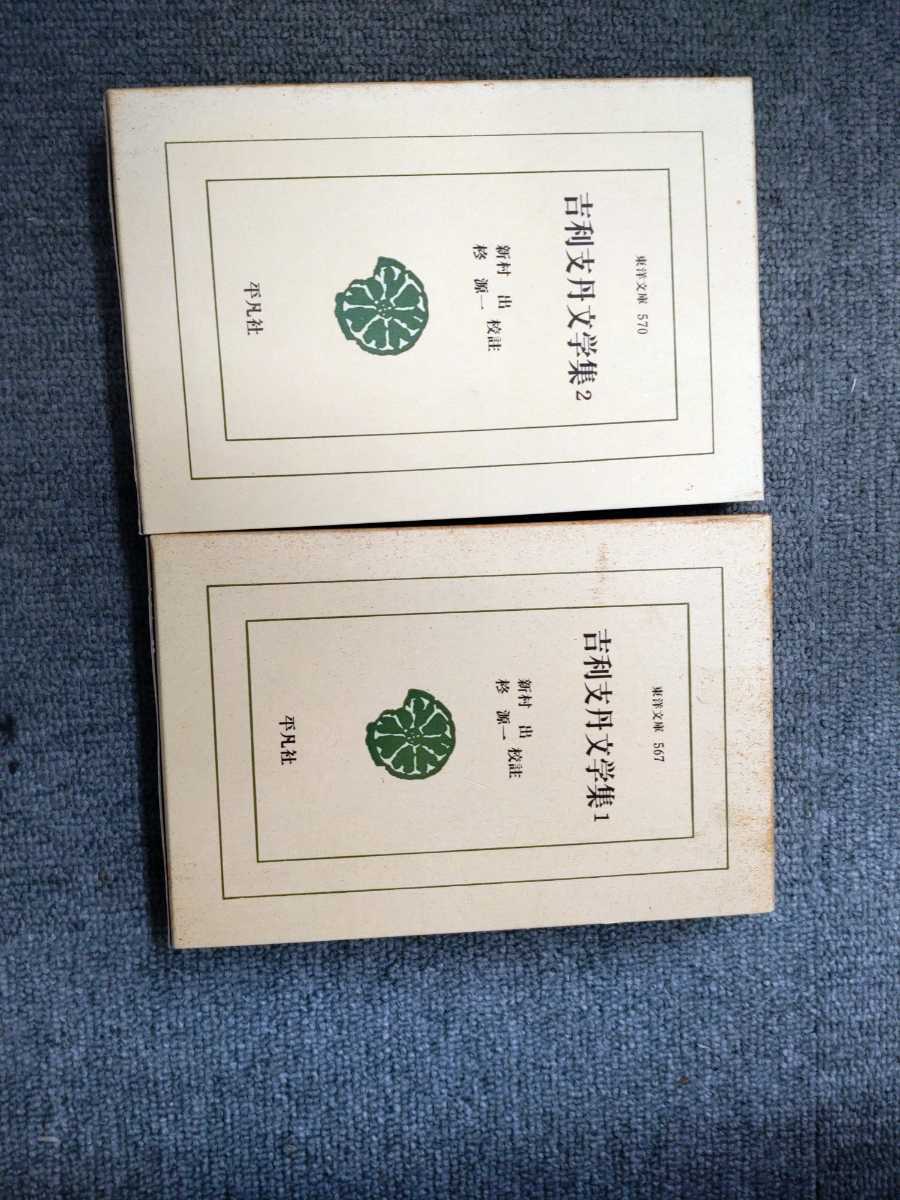 東洋文庫 570
吉利支丹文学集2
新村 出
柊 源一 校註
平凡社
東洋文庫 567
吉利支丹文学集1
新村 出
柊 源一 校註
平凡社